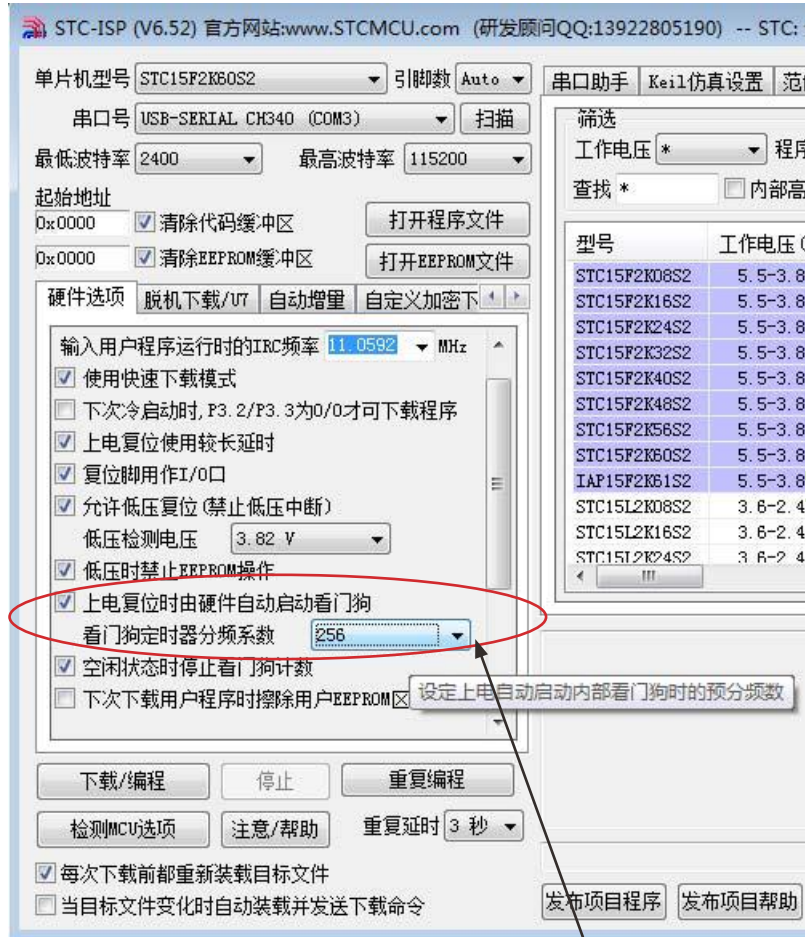 STC-ISP (V6.52) 官方网站:www.STCMCU.com (研发顾问QQ:13922805190) -- STC:
单片机型号 STC15F2K60S2 引脚数 Auto
串口号 USB-SERIAL CH340 (COM3) 扫描
最低波特率 2400 最高波特率 115200
起始地址
0x0000 清除代码缓冲区 打开程序文件
0x0000 清除EEPROM缓冲区 打开EEPROM文件
硬件选项 脱机下载/U7 自动增量 自定义加密下
输入用户程序运行时的IRC频率 11.0592 MHz
使用快速下载模式
下次冷启动时,P3.2/P3.3为0/0才可下载程序
上电复位使用较长延时
复位脚用作I/O口
允许低压复位(禁止低压中断)
低压检测电压 3.82 V
低压时禁止EEPROM操作
上电复位时由硬件自动启动看门狗
看门狗定时器分频系数 256
空闲状态时停止看门狗计数
下次下载用户程序时擦除用户EEPROM区
设定上电自动启动内部看门狗时的预分频数
下载/编程 停止 重复编程
检测MCU选项 注意/帮助 重复延时 3 秒
每次下载前都重新装载目标文件
当目标文件变化时自动装载并发送下载命令
串口助手 Keil仿真设置
筛选
工作电压 * 程序
查找 * 内部高
型号 工作电压(
STC15F2K08S2 5.5-3.8
STC15F2K16S2 5.5-3.8
STC15F2K24S2 5.5-3.8
STC15F2K32S2 5.5-3.8
STC15F2K40S2 5.5-3.8
STC15F2K48S2 5.5-3.8
STC15F2K56S2 5.5-3.8
STC15F2K60S2 5.5-3.8
IAP15F2K61S2 5.5-3.8
STC15L2K08S2 3.6-2.4
STC15L2K16S2 3.6-2.4
STC15L2K24S2 3.6-2.4
发布项目程序 发布项目帮助